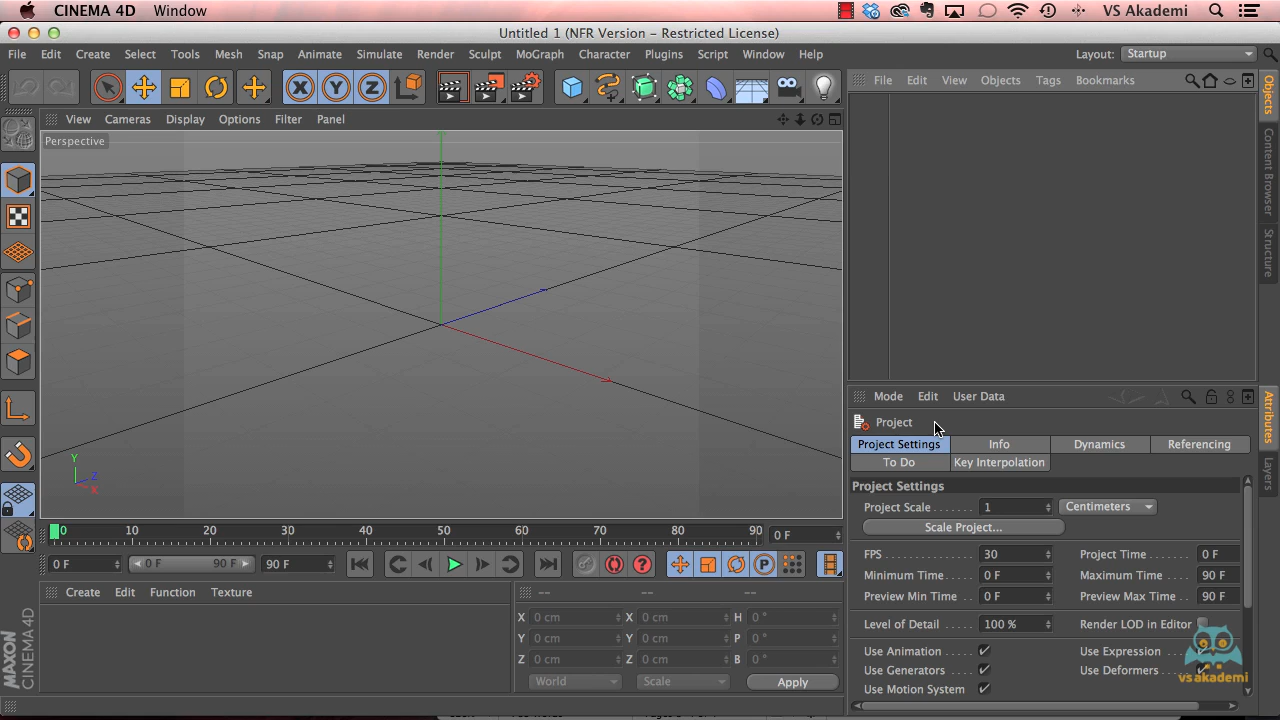 CINEMA 4D Window VS Akademi
Untitled 1 (NFR Version - Restricted License)
File Edit Create Select Tools Mesh Snap Animate Simulate Render Sculpt MoGraph Character Plugins Script Window Help Layout: Startup
X Y Z File Edit View Objects Tags Bookmarks
View Cameras Display Options Filter Panel
Perspective
Objects
Content Browser
Structure
Y
Z
X
Mode Edit User Data
Project
Project Settings Info Dynamics Referencing
To Do Key Interpolation
Attributes
Layers
Project Settings
Project Scale 1 Centimeters
Scale Project...
FPS 30 Project Time 0 F
Minimum Time 0 F Maximum Time 90 F
Preview Min Time 0 F Preview Max Time 90 F
Level of Detail 100 % Render LOD in Editor
Use Animation Use Expression
Use Generators Use Deformers
Use Motion System
vsakademi
0 10 20 30 40 50 60 70 80 90 0 F
0 F 0 F 90 F 90 F P
Create Edit Function Texture -- -- --
X 0 cm X 0 cm H 0 °
Y 0 cm Y 0 cm P 0 °
Z 0 cm Z 0 cm B 0 °
World Scale Apply
MAXON
CINEMA 4D